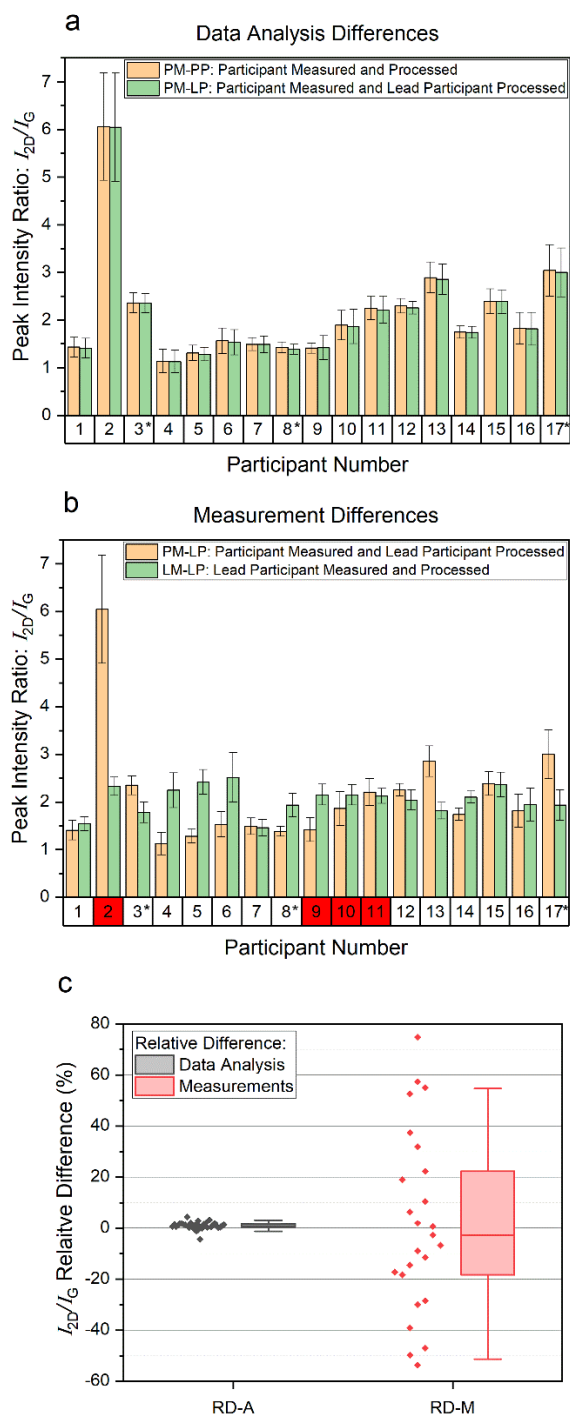 a
Data Analysis Differences
PM-PP: Participant Measured and Processed
PM-LP: Participant Measured and Lead Participant Processed
Peak Intensity Ratio: I2D/IG
7
6
5
4
3
2
1
0
1 2 3* 4 5 6 7 8* 9 10 11 12 13 14 15 16 17*
Participant Number
b
Measurement Differences
PM-LP: Participant Measured and Lead Participant Processed
LM-LP: Lead Participant Measured and Processed
Peak Intensity Ratio: I2D/IG
7
6
5
4
3
2
1
0
1 2 3* 4 5 6 7 8* 9 10 11 12 13 14 15 16 17*
Participant Number
c
Relative Difference:
Data Analysis
Measurements
I2D/IG Relaitve Difference (%)
80
60
40
20
0
-20
-40
-60
RD-A RD-M